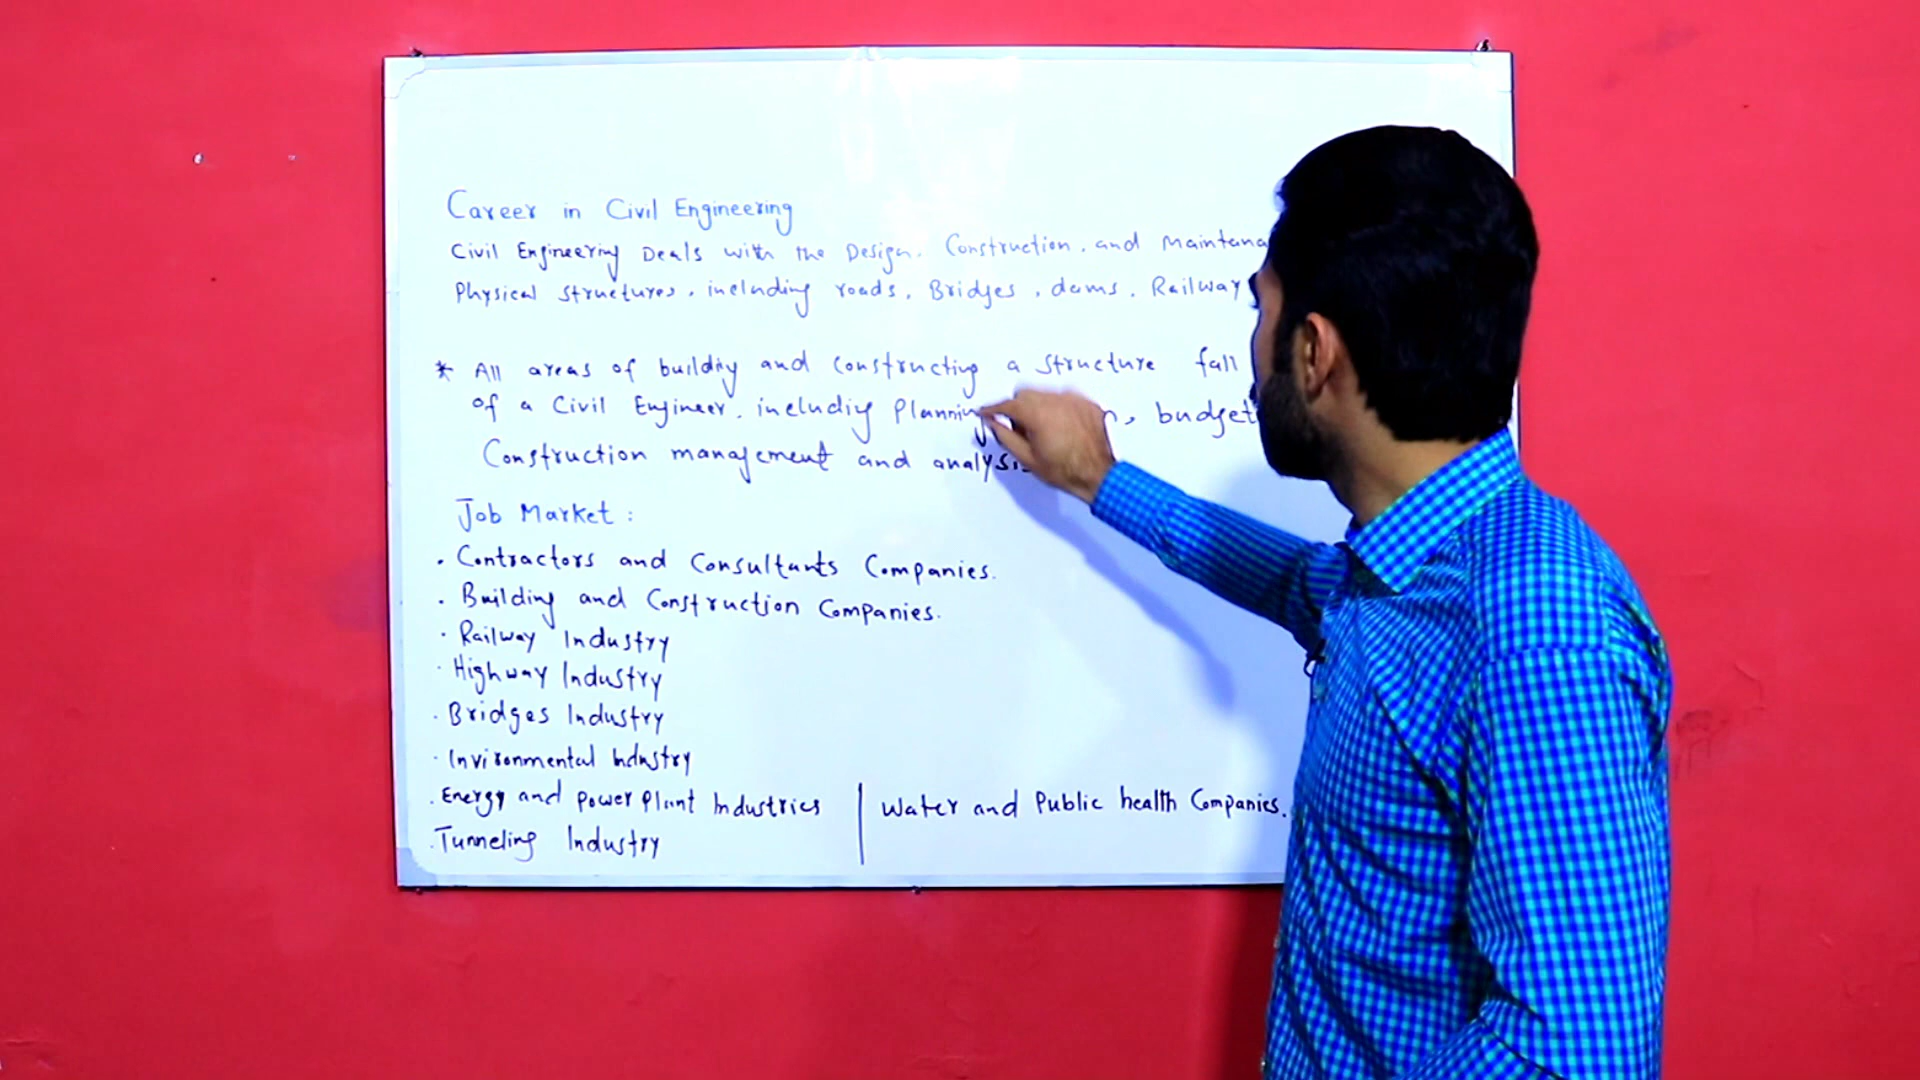 Career in Civil Engineering
Civil Engineering Deals with the Design, Construction, and
Physical structures, including roads, Bridges, dams, Railway
* All areas of buildiny and constructing a structure fall
of a Civil Engineer, includiy Planning
Construction management and analysis
Job Market :
. Contractors and Consultants Companies.
. Building and Construction Companies.
. Railway Industry
. Highway Industry
. Bridges Industry
. Invironmental Industry
. Energy and power plant Industries | Water and Public health Companies.
. Tunneling Industry